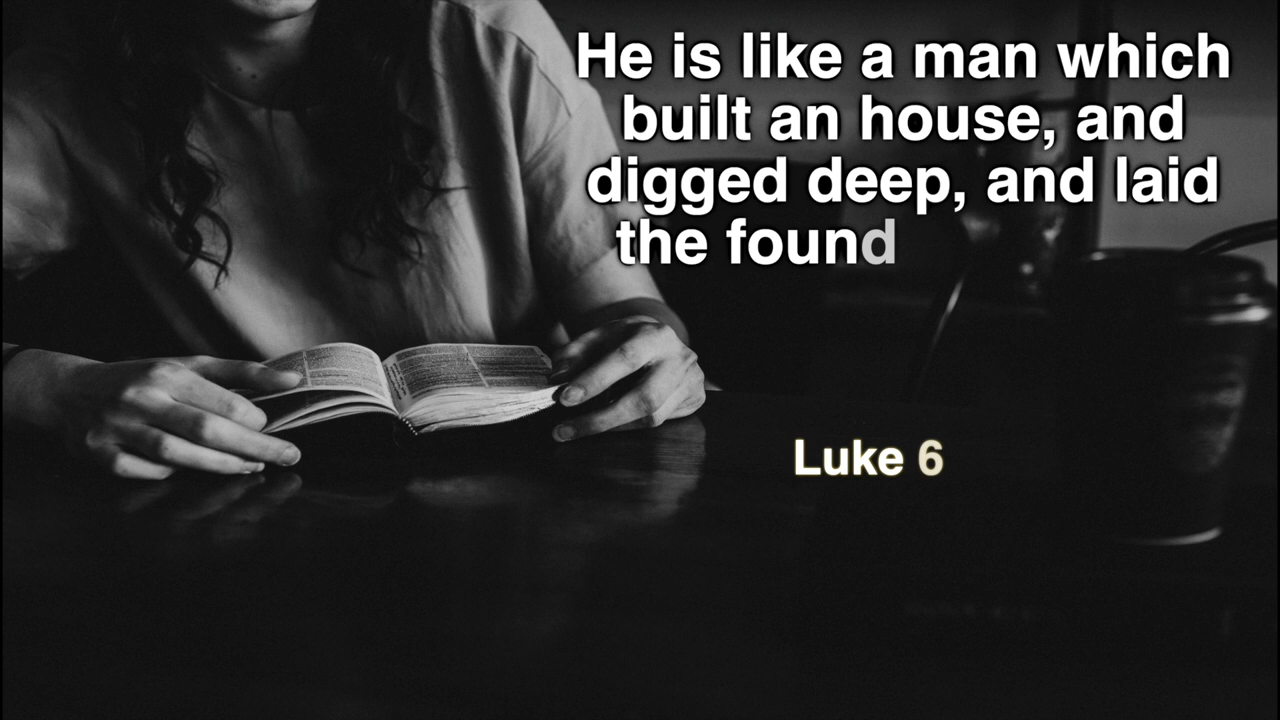 He is like a man which
built an house, and
digged deep, and laid
the found
Luke 6